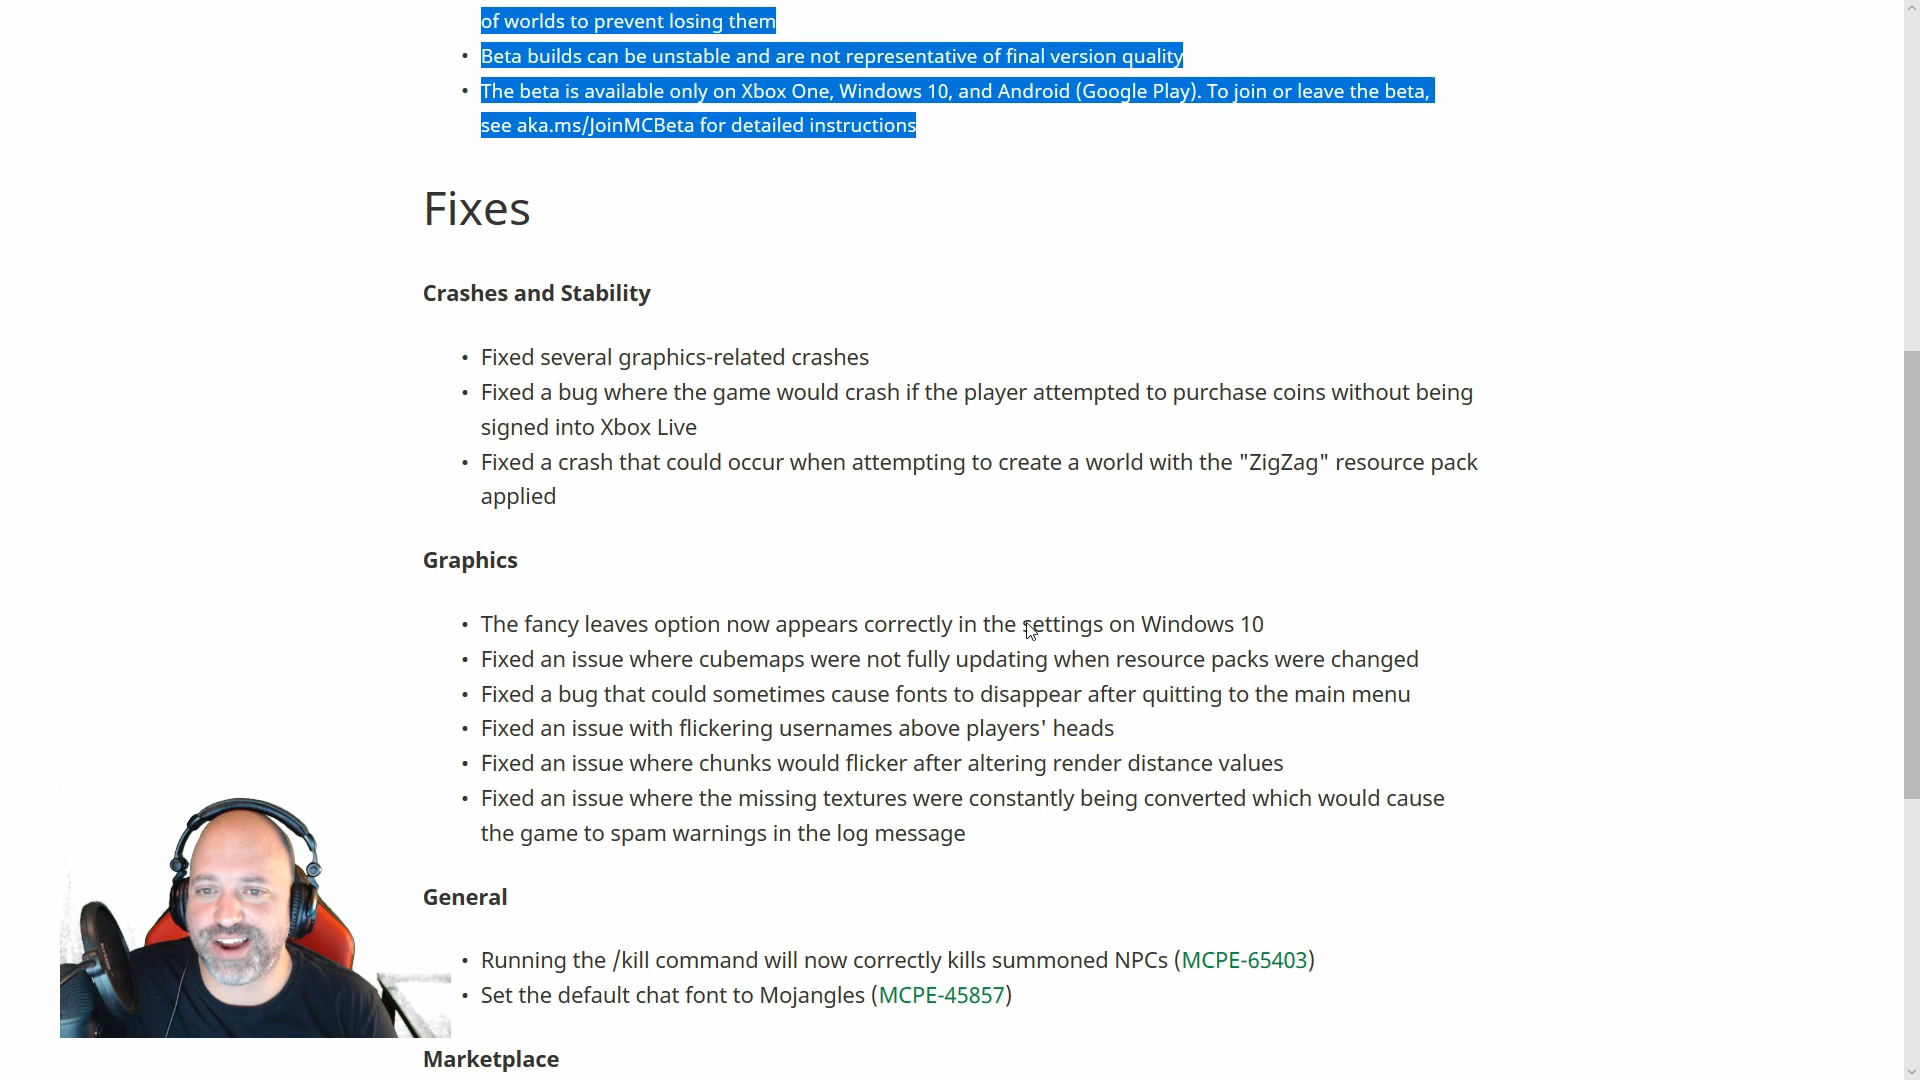 of worlds to prevent losing them
• Beta builds can be unstable and are not representative of final version quality
• The beta is available only on Xbox One, Windows 10, and Android (Google Play). To join or leave the beta,
see aka.ms/JoinMCBeta for detailed instructions
Fixes
Crashes and Stability
• Fixed several graphics-related crashes
• Fixed a bug where the game would crash if the player attempted to purchase coins without being
signed into Xbox Live
• Fixed a crash that could occur when attempting to create a world with the "ZigZag" resource pack
applied
Graphics
• The fancy leaves option now appears correctly in the settings on Windows 10
• Fixed an issue where cubemaps were not fully updating when resource packs were changed
• Fixed a bug that could sometimes cause fonts to disappear after quitting to the main menu
• Fixed an issue with flickering usernames above players' heads
• Fixed an issue where chunks would flicker after altering render distance values
• Fixed an issue where the missing textures were constantly being converted which would cause
the game to spam warnings in the log message
General
• Running the /kill command will now correctly kills summoned NPCs (MCPE-65403)
• Set the default chat font to Mojangles (MCPE-45857)
Marketplace